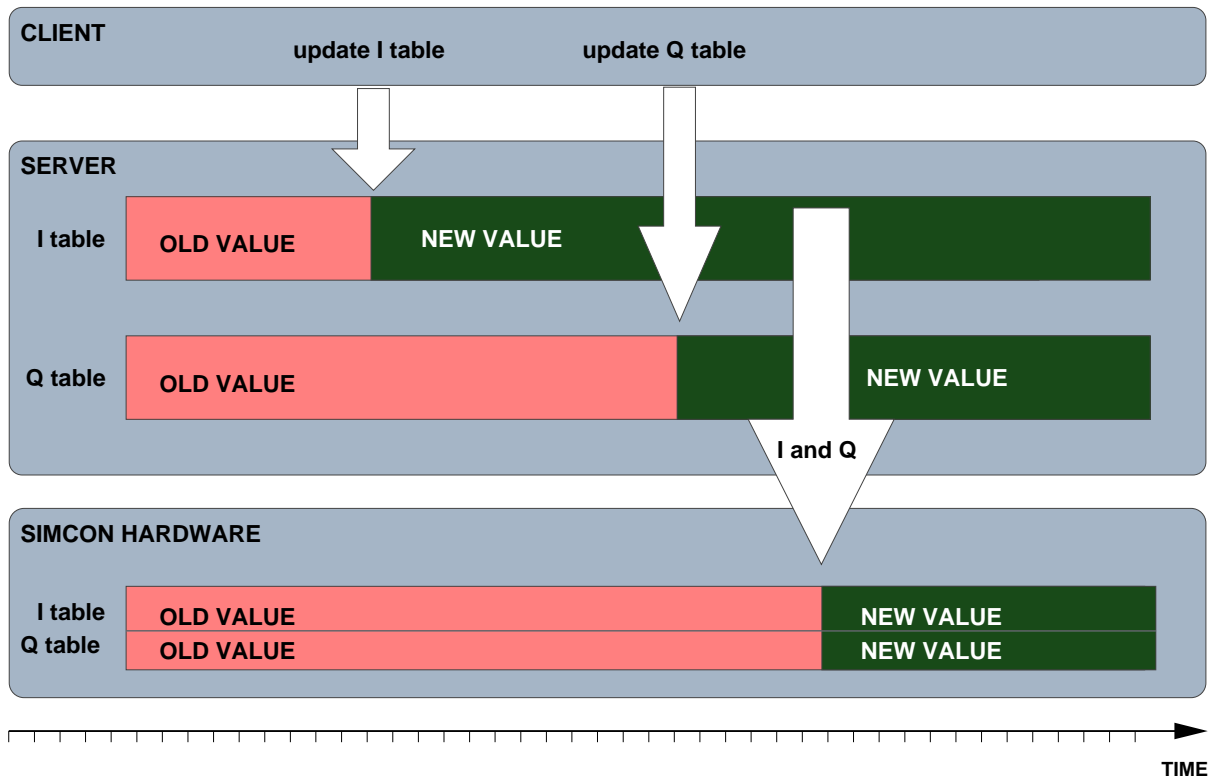 CLIENT
update I table
update Q table
SERVER
I table
OLD VALUE
NEW VALUE
Q table
OLD VALUE
NEW VALUE
I and Q
SIMCON HARDWARE
I table
OLD VALUE
NEW VALUE
Q table
OLD VALUE
NEW VALUE
TIME